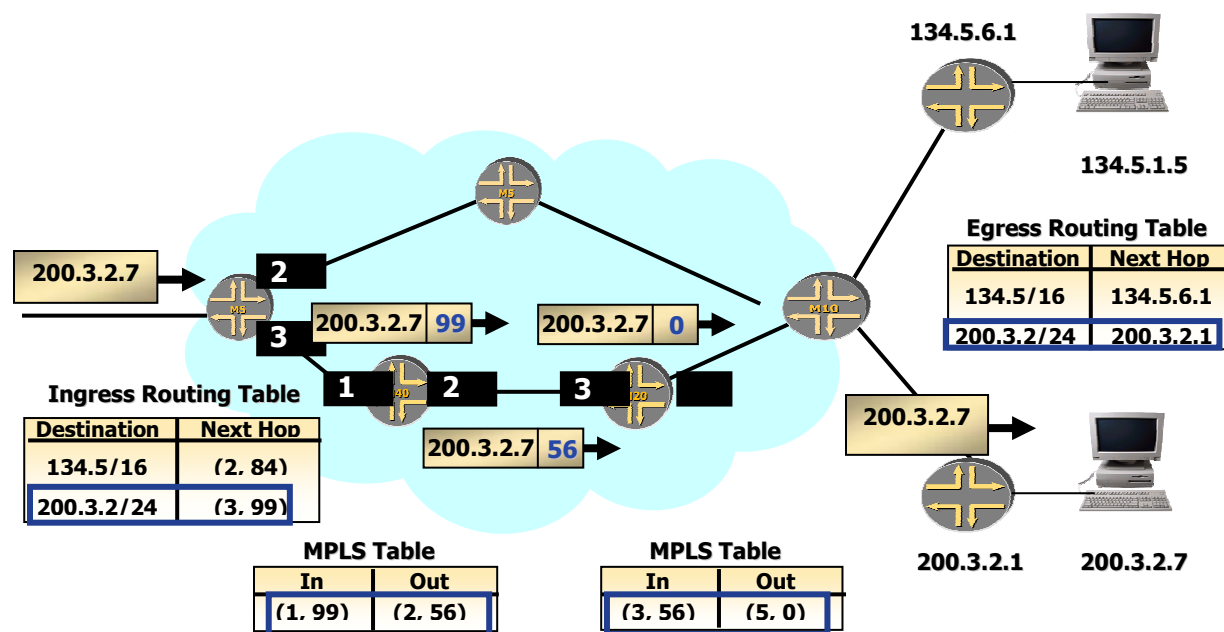 134.5.6.1
134.5.1.5
M5
200.3.2.7
2
M5
3
200.3.2.7 99
200.3.2.7 0
M10
1
40
2
3
M20
200.3.2.7 56
200.3.2.7
Egress Routing Table
Destination Next Hop
134.5/16 134.5.6.1
200.3.2/24 200.3.2.1
Ingress Routing Table
Destination Next Hop
134.5/16 (2, 84)
200.3.2/24 (3, 99)
MPLS Table
In Out
(1, 99) (2, 56)
MPLS Table
In Out
(3, 56) (5, 0)
200.3.2.1
200.3.2.7